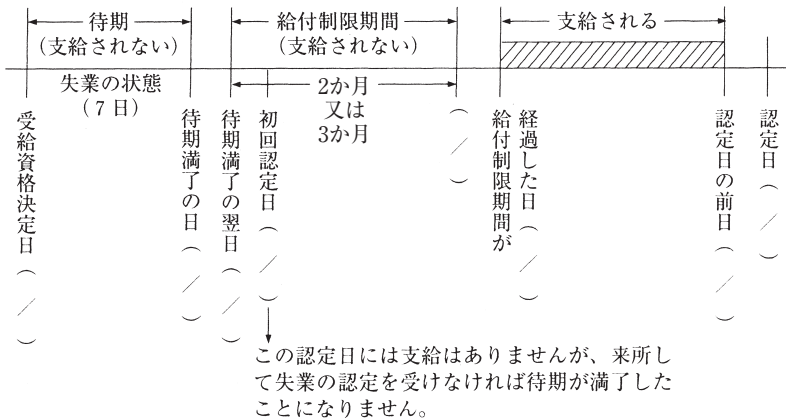 待期
(支給されない)
給付制限期間
(支給されない)
支給される
失業の状態
(7日)
2か月
又は
3か月
受給資格決定日(/)
待期満了の日(/)
待期満了の翌日(/)
初回認定日(/)
(/)
給付制限期間が
経過した日(/)
認定日の前日(/)
認定日(/)
この認定日には支給はありませんが、来所し
て失業の認定を受けなければ待期が満了した
ことになりません。